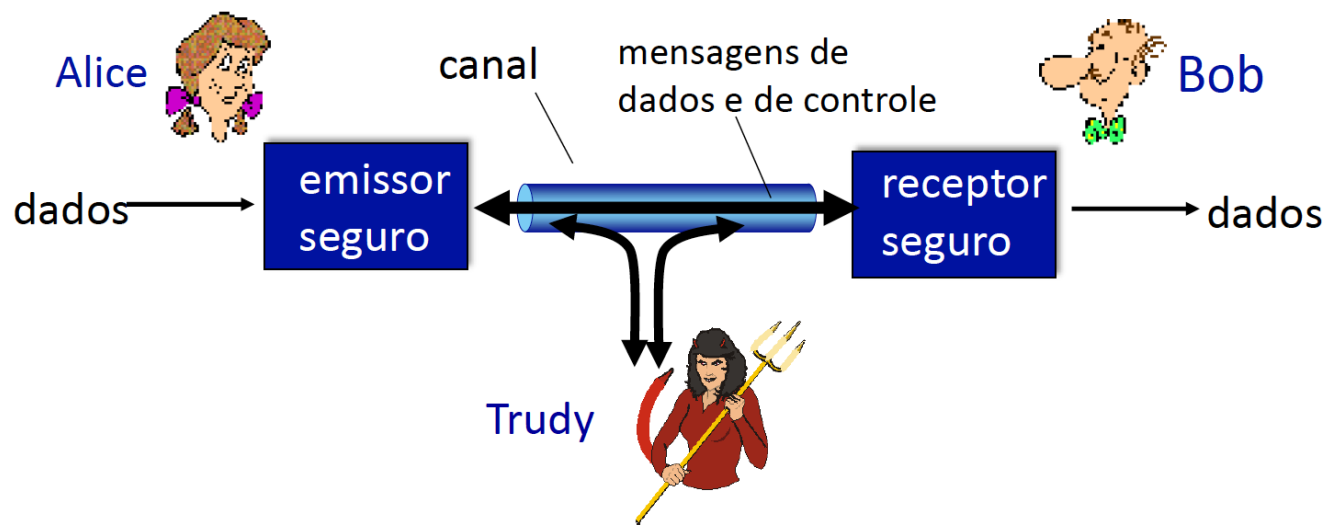 Alice
canal
mensagens de
dados e de controle
Bob
dados
emissor
seguro
receptor
seguro
dados
Trudy